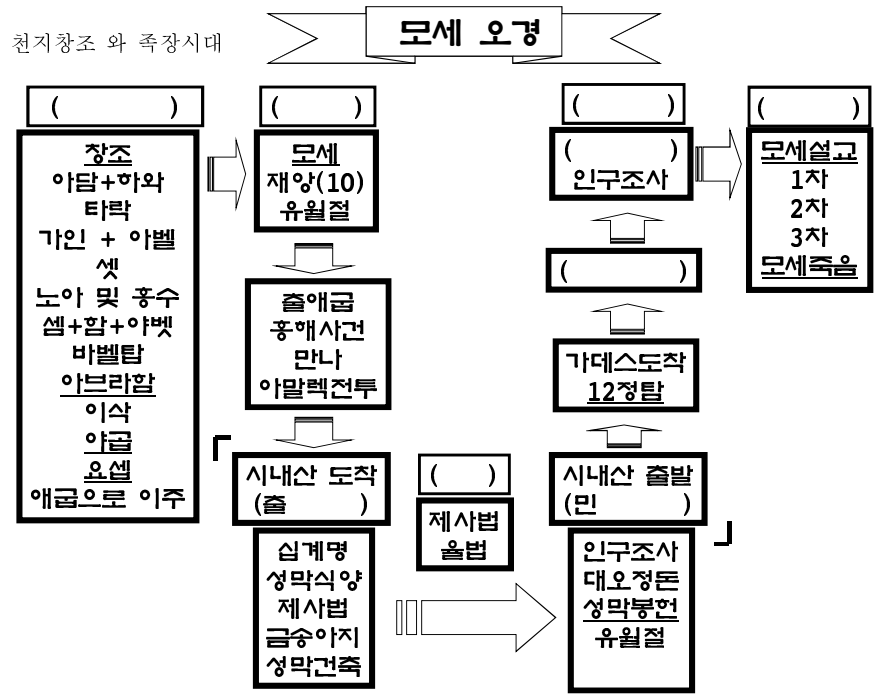 모세 오경
천지창조 와 족장시대
(          )
창조
아담+하와
타락
가인 + 아벨
셋
노아 및 홍수
셈+함+야벳
바벨탑
아브라함
이삭
야곱
요셉
애굽으로 이주
(       )
모세
재앙(10)
유월절
출애굽
홍해사건
만나
아말렉전투
시내산 도착
(출       )
십계명
성막식양
제사법
금송아지
성막건축
(    )
제사법
율법
시내산 출발
(민        )
인구조사
대오정돈
성막봉헌
유월절
가데스도착
12정탐
(          )
(        )
(        )
인구조사
(        )
모세설교
1차
2차
3차
모세죽음